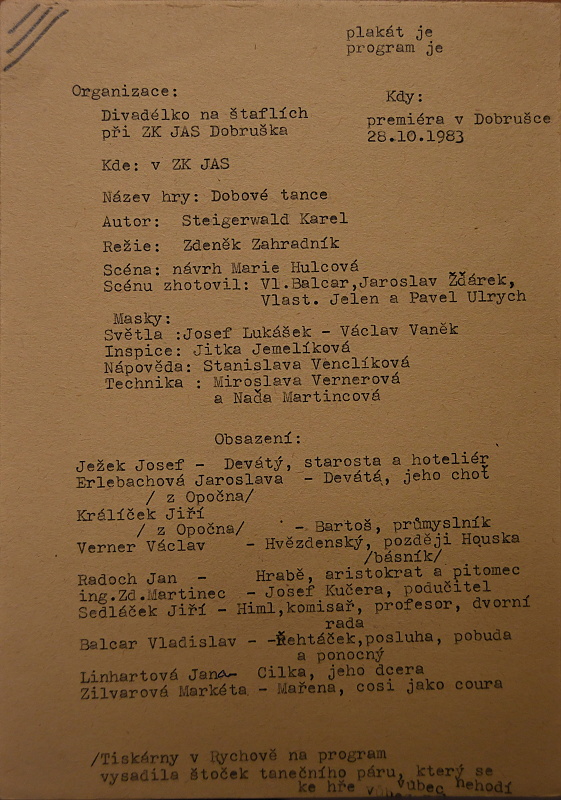 plakát je
program je
Organizace:
Kdy:
Divadélko na štaflích
při ZK JAS Dobruška
premiéra v Dobrušce
28.10.1983
Kde: v ZK JAS
Název hry: Dobové tance
Autor: Steigerwald Karel
Režie: Zdeněk Zahradník
Scéna: návrh Marie Hulcová
Scénu zhotovil: Vl.Balcar,Jaroslav Žďárek,
Vlast. Jelen a Pavel Ulrych
Masky:
Světla :Josef Lukášek - Václav Vaněk
Inspice: Jitka Jemelíková
Nápověda: Stanislava Venclíková
Technika : Miroslava Vernerová
a Naďa Martincová
Obsazení:
Ježek Josef - Devátý, starosta a hoteliér
Erlebachová Jaroslava - Devátá, jeho choť
/ z Opočna/
Králíček Jiří
/ z Opočna/ - Bartoš, průmyslník
Verner Václav - Hvězdenský, později Houska
/básník/
Radoch Jan - Hrabě, aristokrat a pitomec
ing.Zd.Martinec - Josef Kučera, podučitel
Sedláček Jiří - Himl,komisař, profesor, dvorní
rada
Balcar Vladislav - -Řehtáček,posluha, pobuda
a ponocný
Linhartová Jana- Cilka, jeho dcera
Zilvarová Markéta - Mařena, cosi jako coura
/Tiskárny v Rychově na program
vysadila štoček tanečního páru, který se
ke hře vůbec nehodí